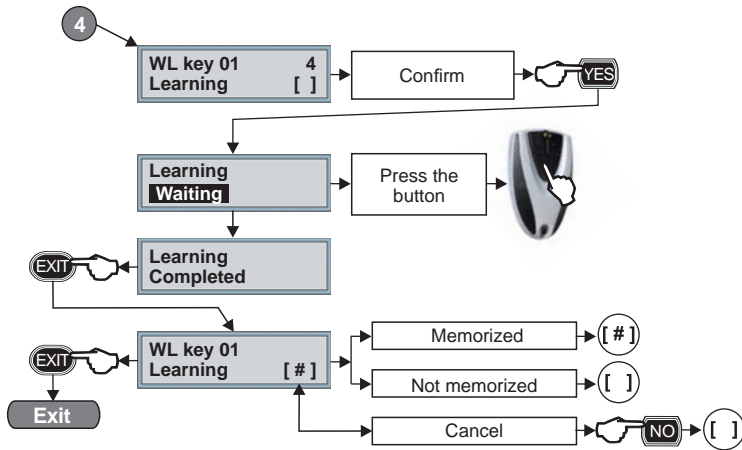 4
WL key 01 4
Learning [ ]
Confirm
YES
Learning
Waiting
Press the
button
Learning
Completed
EXIT
WL key 01
Learning [ # ]
EXIT
Exit
Memorized
[ # ]
Not memorized
[ ]
Cancel
NO
[ ]